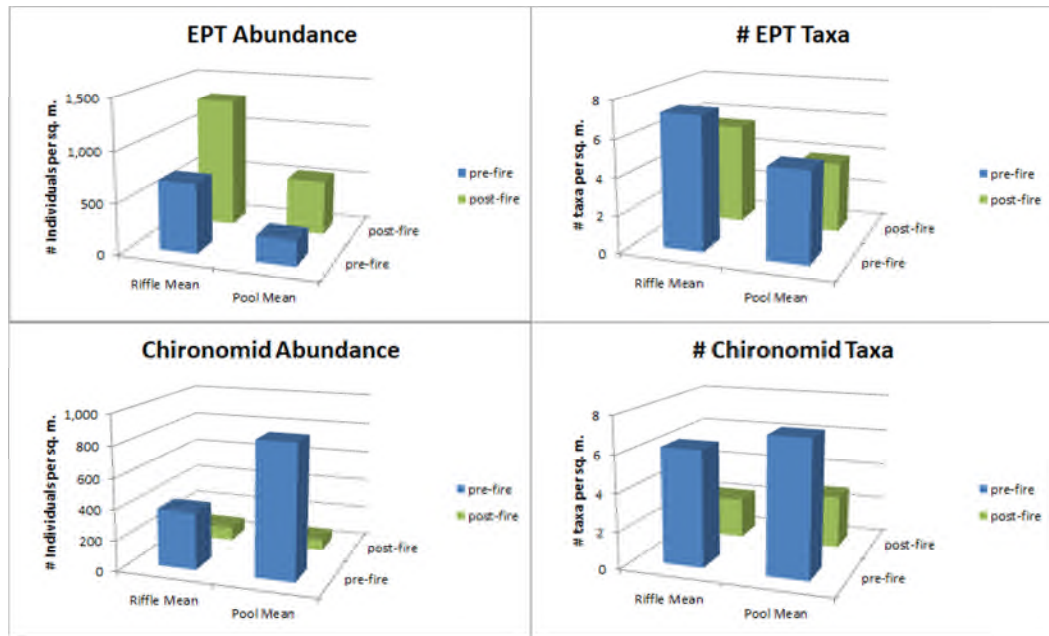 EPT Abundance
# Individuals per sq. m.
1,500
1,000
500
0
Riffle Mean
Pool Mean
post-fire
pre-fire
pre-fire
post-fire
# EPT Taxa
# taxa per sq. m.
8
6
4
2
0
Riffle Mean
Pool Mean
post-fire
pre-fire
pre-fire
post-fire
Chironomid Abundance
# Individuals per sq. m.
1,000
800
600
400
200
0
Riffle Mean
Pool Mean
post-fire
pre-fire
pre-fire
post-fire
# Chironomid Taxa
# taxa per sq. m.
8
6
4
2
0
Riffle Mean
Pool Mean
post-fire
pre-fire
pre-fire
post-fire